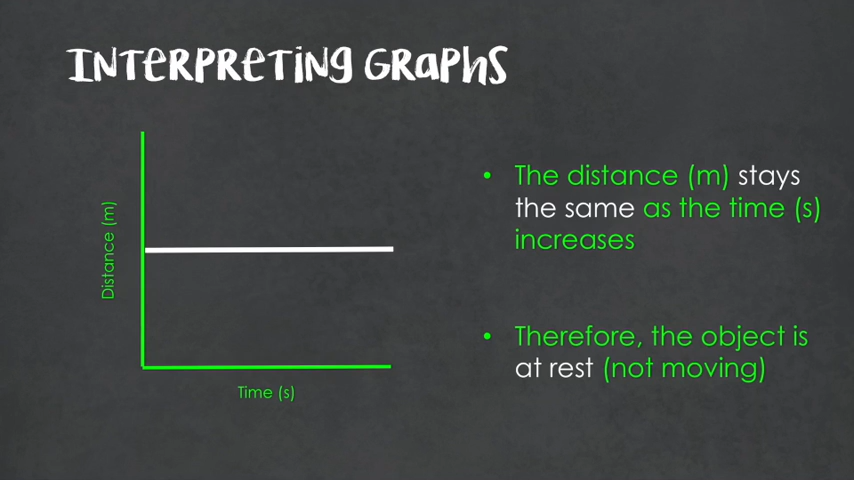 INTERPRETING GRAPHS
Distance (m)
Time (s)
• The distance (m) stays
the same as the time (s)
increases
• Therefore, the object is
at rest (not moving)